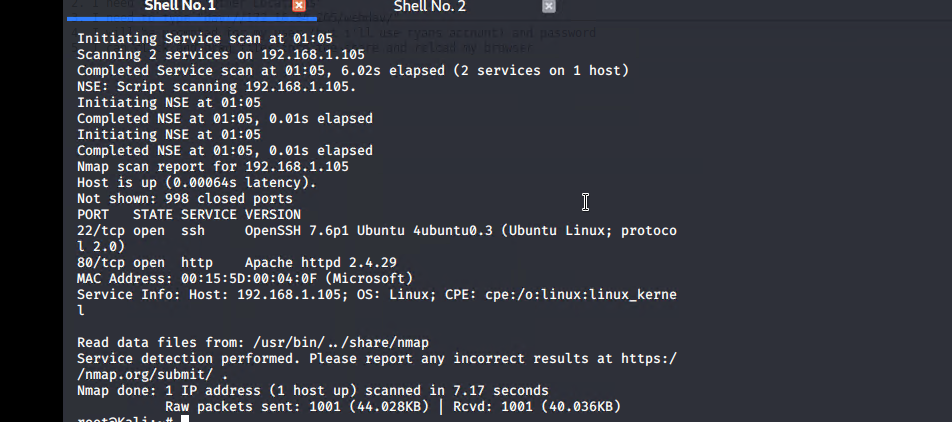 Shell No. 1
Shell No. 2
Initiating Service scan at 01:05
Scanning 2 services on 192.168.1.105
Completed Service scan at 01:05, 6.02s elapsed (2 services on 1 host)
NSE: Script scanning 192.168.1.105.
Initiating NSE at 01:05
Completed NSE at 01:05, 0.01s elapsed
Initiating NSE at 01:05
Completed NSE at 01:05, 0.01s elapsed
Nmap scan report for 192.168.1.105
Host is up (0.00064s latency).
Not shown: 998 closed ports
PORT   STATE SERVICE VERSION
22/tcp open  ssh     OpenSSH 7.6p1 Ubuntu 4ubuntu0.3 (Ubuntu Linux; protoco
l 2.0)
80/tcp open  http    Apache httpd 2.4.29
MAC Address: 00:15:5D:00:04:0F (Microsoft)
Service Info: Host: 192.168.1.105; OS: Linux; CPE: cpe:/o:linux:linux_kerne
l
Read data files from: /usr/bin/../share/nmap
Service detection performed. Please report any incorrect results at https:/
/nmap.org/submit/ .
Nmap done: 1 IP address (1 host up) scanned in 7.17 seconds
Raw packets sent: 1001 (44.028KB) | Rcvd: 1001 (40.036KB)
root@Kali:~#